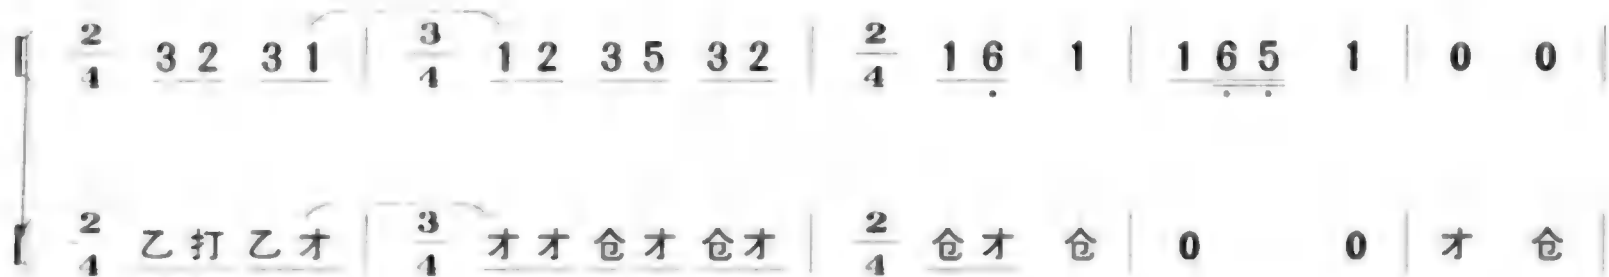 2/4 3 2 3 1 | 3/4 1 2 3 5 3 2 | 2/4 1 6 1 | 1 6 5 1 | 0 0 |
2/4 乙 打 乙 才 | 3/4 才 才 仓 才 仓 才 | 2/4 仓 才 仓 | 0 0 | 才 仓 |